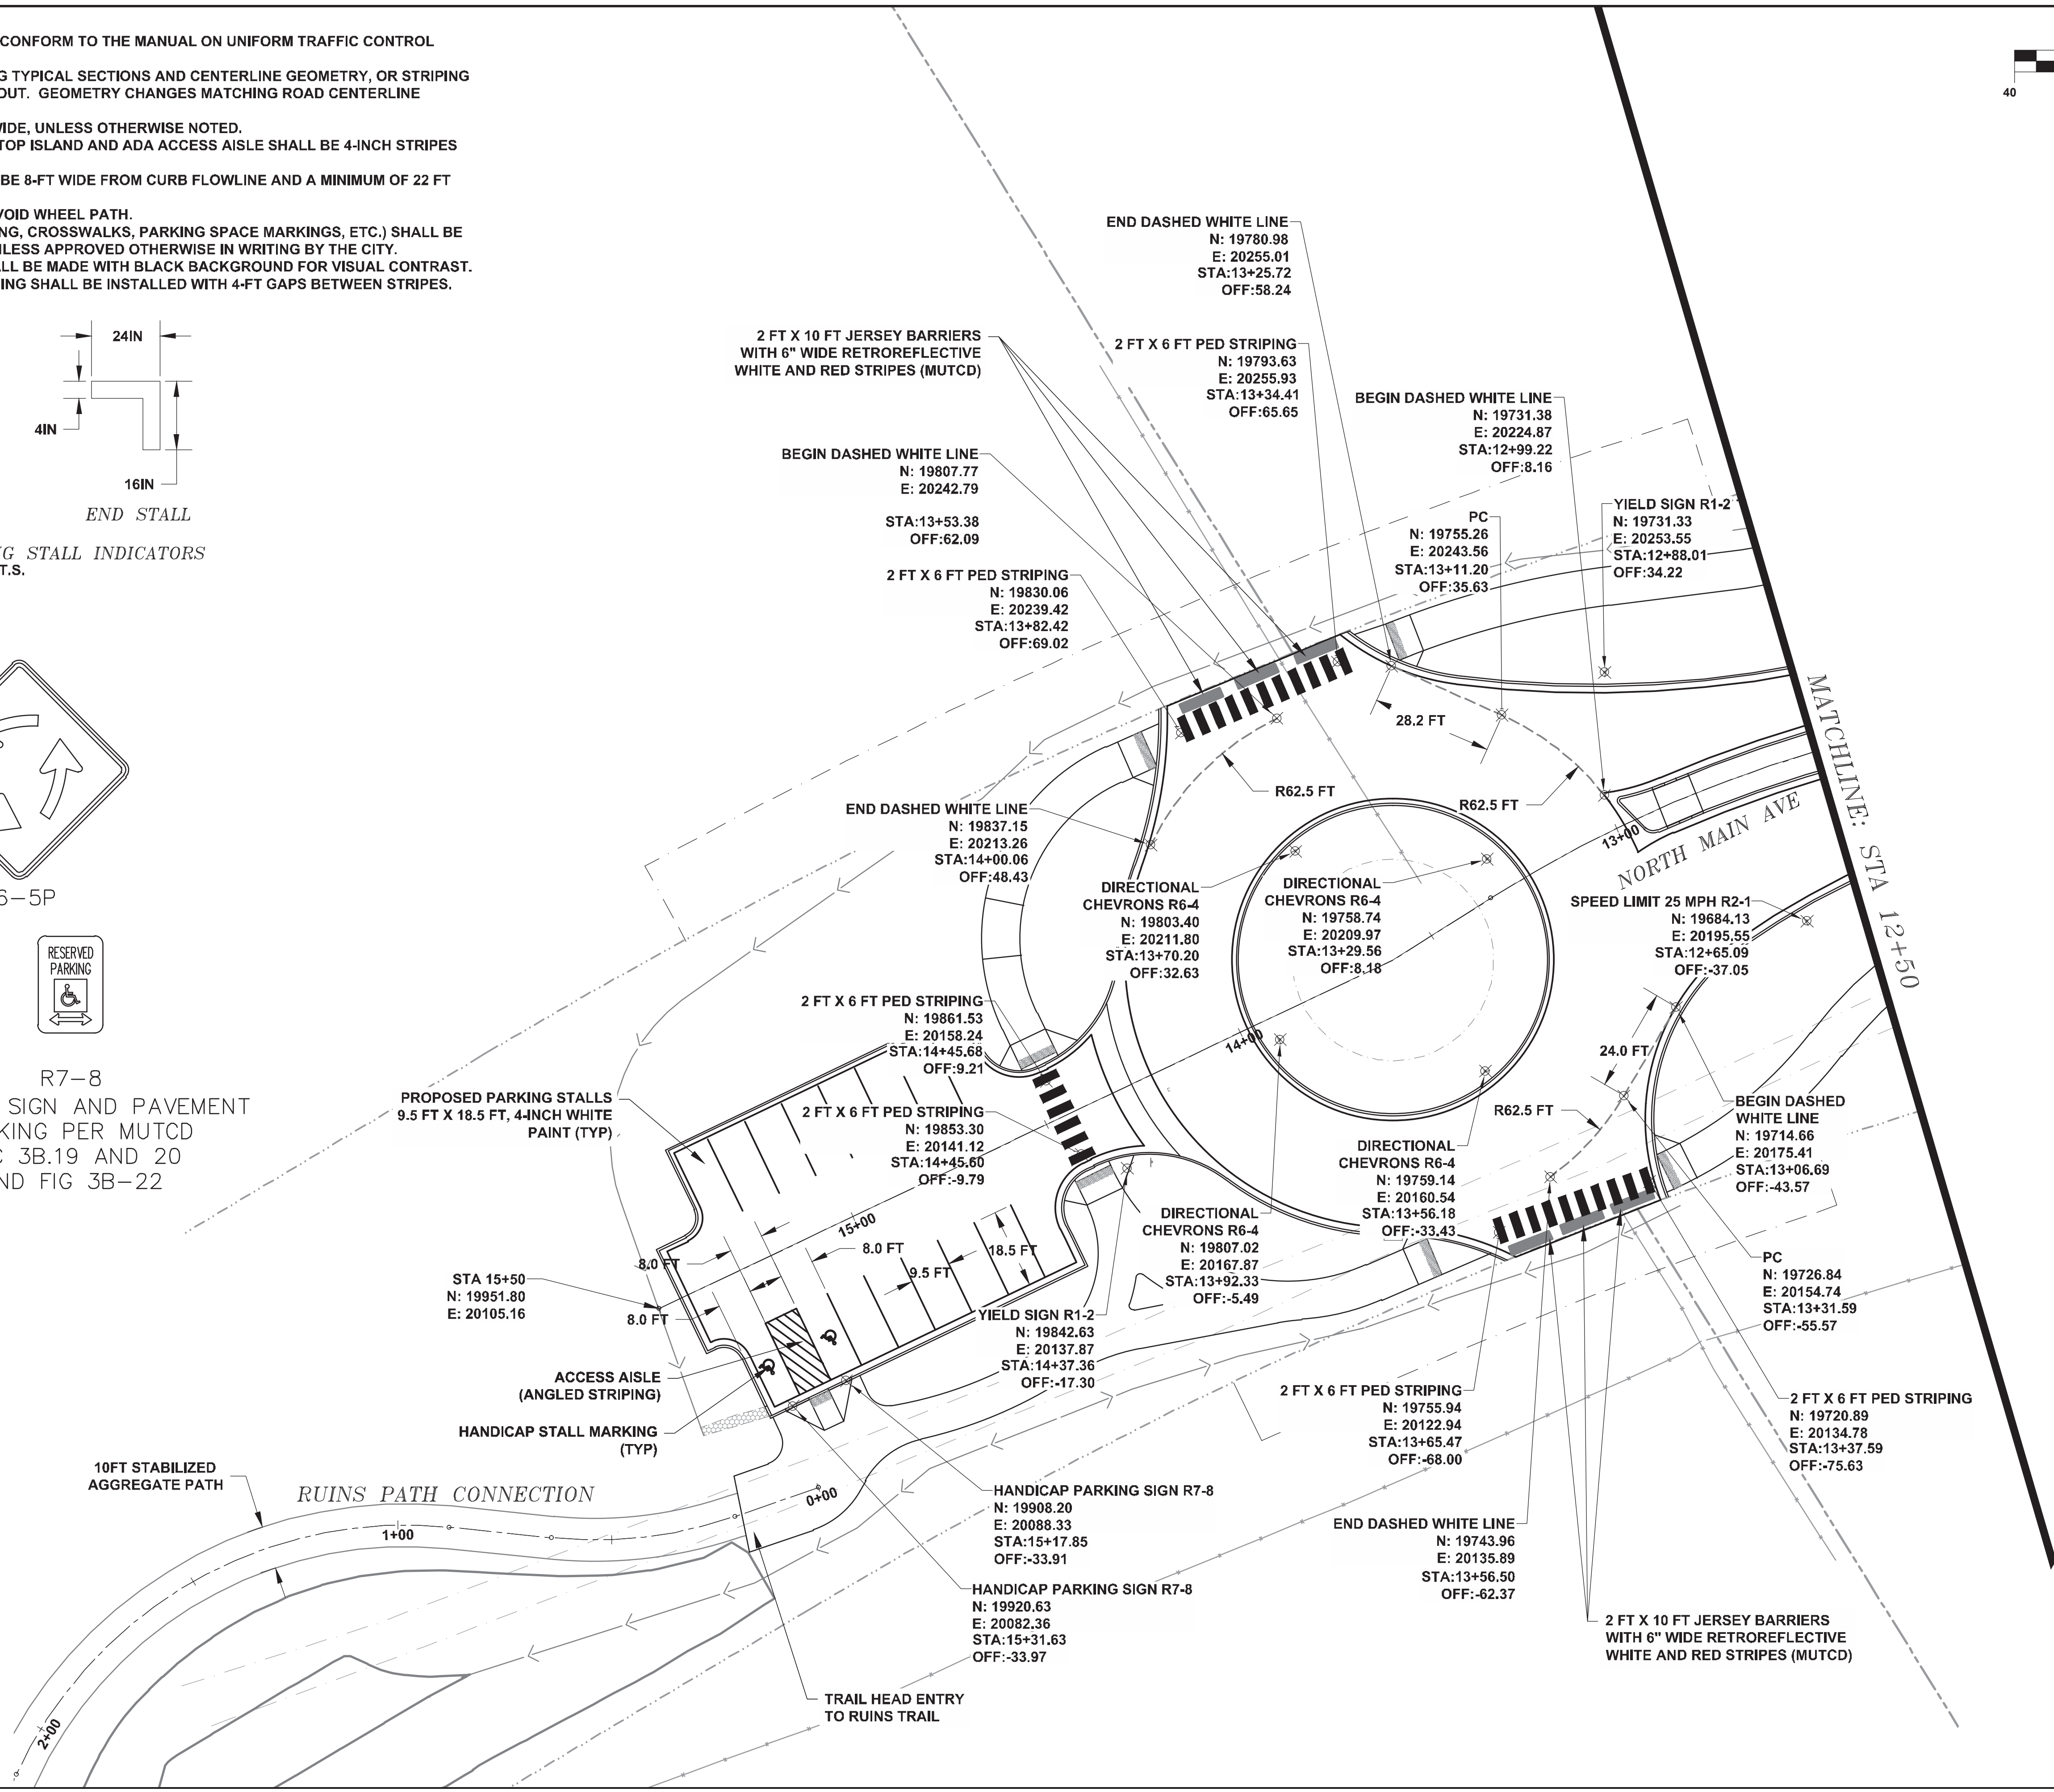 CONFORM TO THE MANUAL ON UNIFORM TRAFFIC CONTROL
G TYPICAL SECTIONS AND CENTERLINE GEOMETRY, OR STRIPING
OUT. GEOMETRY CHANGES MATCHING ROAD CENTERLINE
WIDE, UNLESS OTHERWISE NOTED.
TOP ISLAND AND ADA ACCESS AISLE SHALL BE 4-INCH STRIPES
BE 8-FT WIDE FROM CURB FLOWLINE AND A MINIMUM OF 22 FT
VOID WHEEL PATH.
NG, CROSSWALKS, PARKING SPACE MARKINGS, ETC.) SHALL BE
NLESS APPROVED OTHERWISE IN WRITING BY THE CITY.
ALL BE MADE WITH BLACK BACKGROUND FOR VISUAL CONTRAST.
ING SHALL BE INSTALLED WITH 4-FT GAPS BETWEEN STRIPES.
24IN
4IN
16IN
END STALL
G STALL INDICATORS
T.S.
6-5P
RESERVED
PARKING
R7-8
SIGN AND PAVEMENT
KING PER MUTCD
C 3B.19 AND 20
ND FIG 3B-22
40
END DASHED WHITE LINE
N: 19780.98
E: 20255.01
STA:13+25.72
OFF:58.24
2 FT X 10 FT JERSEY BARRIERS
WITH 6" WIDE RETROREFLECTIVE
WHITE AND RED STRIPES (MUTCD)
2 FT X 6 FT PED STRIPING
N: 19793.63
E: 20255.93
STA:13+34.41
OFF:65.65
BEGIN DASHED WHITE LINE
N: 19731.38
E: 20224.87
STA:12+99.22
OFF:8.16
BEGIN DASHED WHITE LINE
N: 19807.77
E: 20242.79
STA:13+53.38
OFF:62.09
PC
N: 19755.26
E: 20243.56
STA:13+11.20
OFF:35.63
YIELD SIGN R1-2
N: 19731.33
E: 20253.55
STA:12+88.01
OFF:34.22
2 FT X 6 FT PED STRIPING
N: 19830.06
E: 20239.42
STA:13+82.42
OFF:69.02
28.2 FT
R62.5 FT
R62.5 FT
END DASHED WHITE LINE
N: 19837.15
E: 20213.26
STA:14+00.06
OFF:48.43
13+00
NORTH MAIN AVE
MATCHLINE: STA 12+50
DIRECTIONAL
CHEVRONS R6-4
N: 19803.40
E: 20211.80
STA:13+70.20
OFF:32.63
DIRECTIONAL
CHEVRONS R6-4
N: 19758.74
E: 20209.97
STA:13+29.56
OFF:8.18
SPEED LIMIT 25 MPH R2-1
N: 19684.13
E: 20195.55
STA:12+65.09
OFF:-37.05
2 FT X 6 FT PED STRIPING
N: 19861.53
E: 20158.24
STA:14+45.68
OFF:9.21
14+00
24.0 FT
PROPOSED PARKING STALLS
9.5 FT X 18.5 FT, 4-INCH WHITE
PAINT (TYP)
2 FT X 6 FT PED STRIPING
N: 19853.30
E: 20141.12
STA:14+45.60
OFF:-9.79
R62.5 FT
BEGIN DASHED
WHITE LINE
N: 19714.66
E: 20175.41
STA:13+06.69
OFF:-43.57
DIRECTIONAL
CHEVRONS R6-4
N: 19759.14
E: 20160.54
STA:13+56.18
OFF:-33.43
DIRECTIONAL
CHEVRONS R6-4
N: 19807.02
E: 20167.87
STA:13+92.33
OFF:-5.49
15+00
8.0 FT
18.5 FT
9.5 FT
8.0 FT
8.0 FT
STA 15+50
N: 19951.80
E: 20105.16
PC
N: 19726.84
E: 20154.74
STA:13+31.59
OFF:-55.57
YIELD SIGN R1-2
N: 19842.63
E: 20137.87
STA:14+37.36
OFF:-17.30
ACCESS AISLE
(ANGLED STRIPING)
HANDICAP STALL MARKING
(TYP)
2 FT X 6 FT PED STRIPING
N: 19755.94
E: 20122.94
STA:13+65.47
OFF:-68.00
2 FT X 6 FT PED STRIPING
N: 19720.89
E: 20134.78
STA:13+37.59
OFF:-75.63
10FT STABILIZED
AGGREGATE PATH
RUINS PATH CONNECTION
0+00
1+00
2+00
HANDICAP PARKING SIGN R7-8
N: 19908.20
E: 20088.33
STA:15+17.85
OFF:-33.91
END DASHED WHITE LINE
N: 19743.96
E: 20135.89
STA:13+56.50
OFF:-62.37
HANDICAP PARKING SIGN R7-8
N: 19920.63
E: 20082.36
STA:15+31.63
OFF:-33.97
2 FT X 10 FT JERSEY BARRIERS
WITH 6" WIDE RETROREFLECTIVE
WHITE AND RED STRIPES (MUTCD)
TRAIL HEAD ENTRY
TO RUINS TRAIL